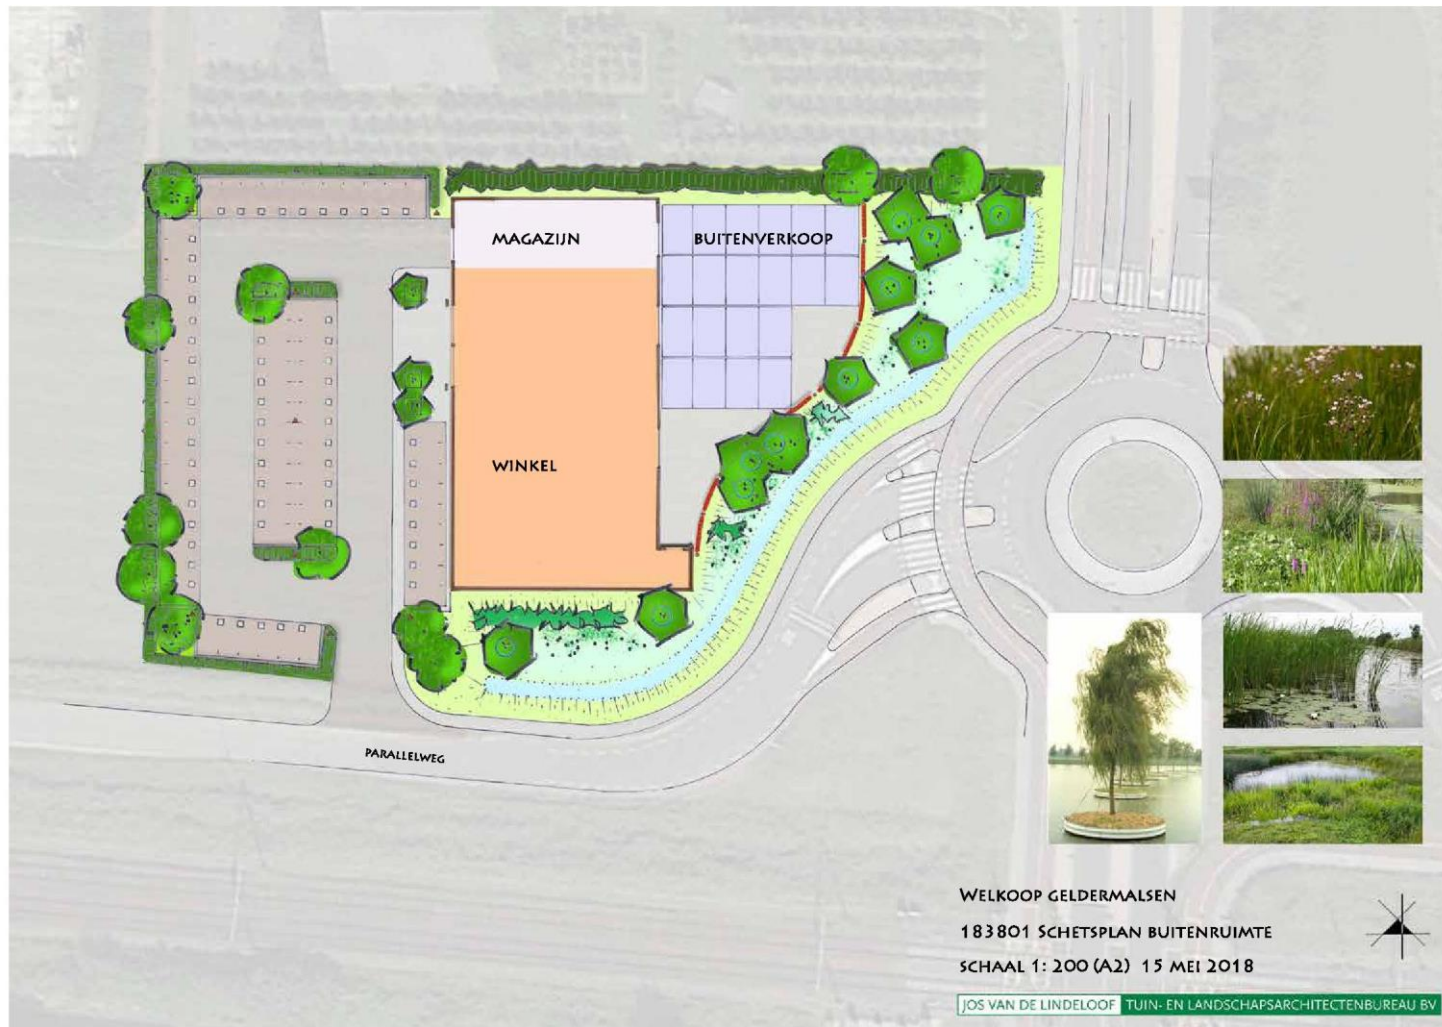 MAGAZIJN
BUITENVERKOOP
WINKEL
PARALLELWEG
WELKOOP GELDERMALSEN
183801 SCHETSPLAN BUITENRUIMTE
SCHAAL 1: 200 (A2) 15 MEI 2018
JOS VAN DE LINDELOOF TUIN- EN LANDSCHAPSARCHITECTENBUREAU BV